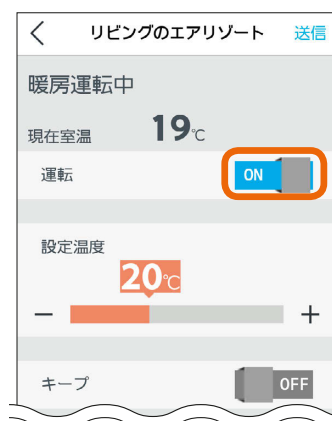 リビングのエアリゾート 送信
暖房運転中
現在室温 19℃
運転 ON
設定温度
20℃
− +
キープ OFF